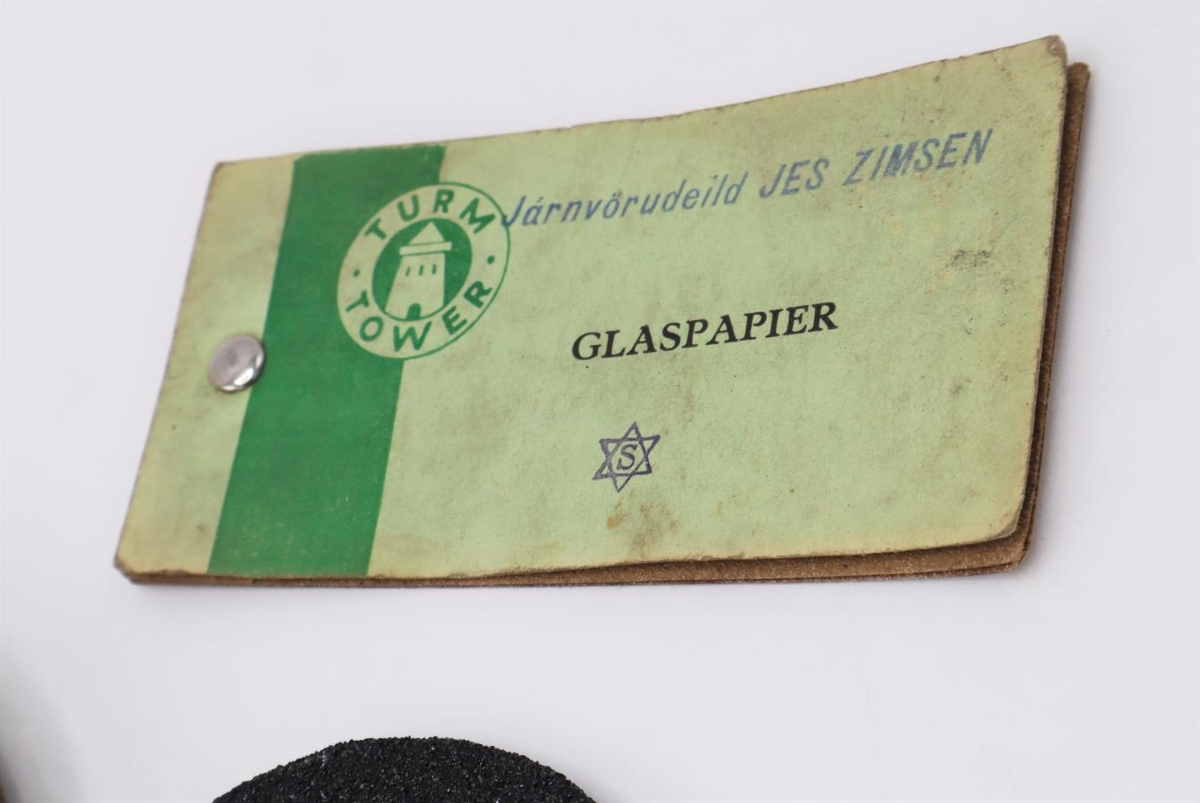 TURM
TOWER
Járnvörudeild JES ZIMSEN
GLASPAPIER
S